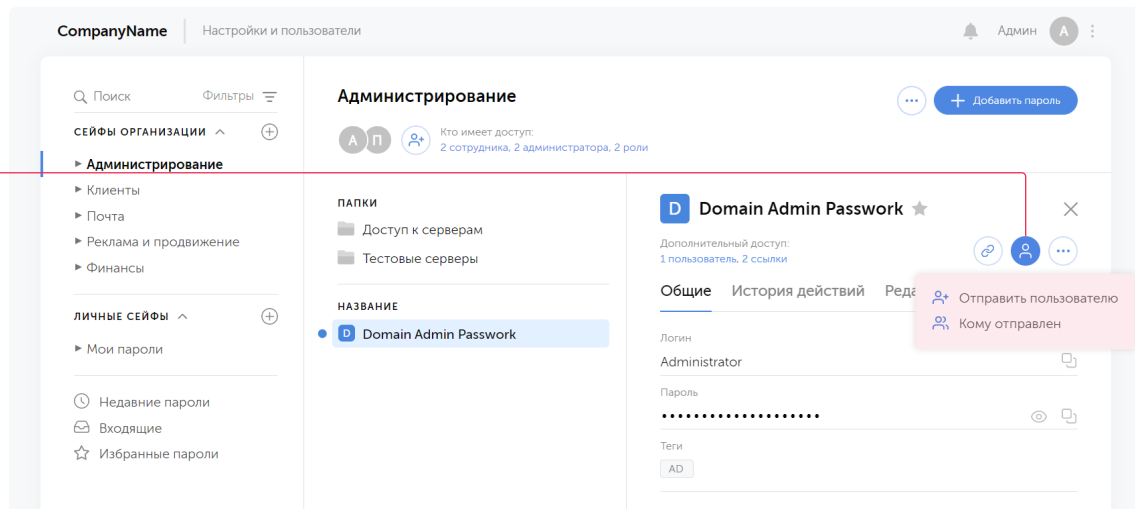 CompanyName
Настройки и пользователи
Админ
А
Поиск
Фильтры
СЕЙФЫ ОРГАНИЗАЦИИ
Администрирование
Клиенты
Почта
Реклама и продвижение
Финансы
ЛИЧНЫЕ СЕЙФЫ
Мои пароли
Недавние пароли
Входящие
Избранные пароли
Администрирование
Добавить пароль
А
П
Кто имеет доступ:
2 сотрудника, 2 администратора, 2 роли
ПАПКИ
Доступ к серверам
Тестовые серверы
НАЗВАНИЕ
D Domain Admin Passwork
D Domain Admin Passwork
Дополнительный доступ:
1 пользователь, 2 ссылки
Общие
История действий
Реда
Отправить пользователю
Кому отправлен
Логин
Administrator
Пароль
••••••••••••••••••••
Теги
AD